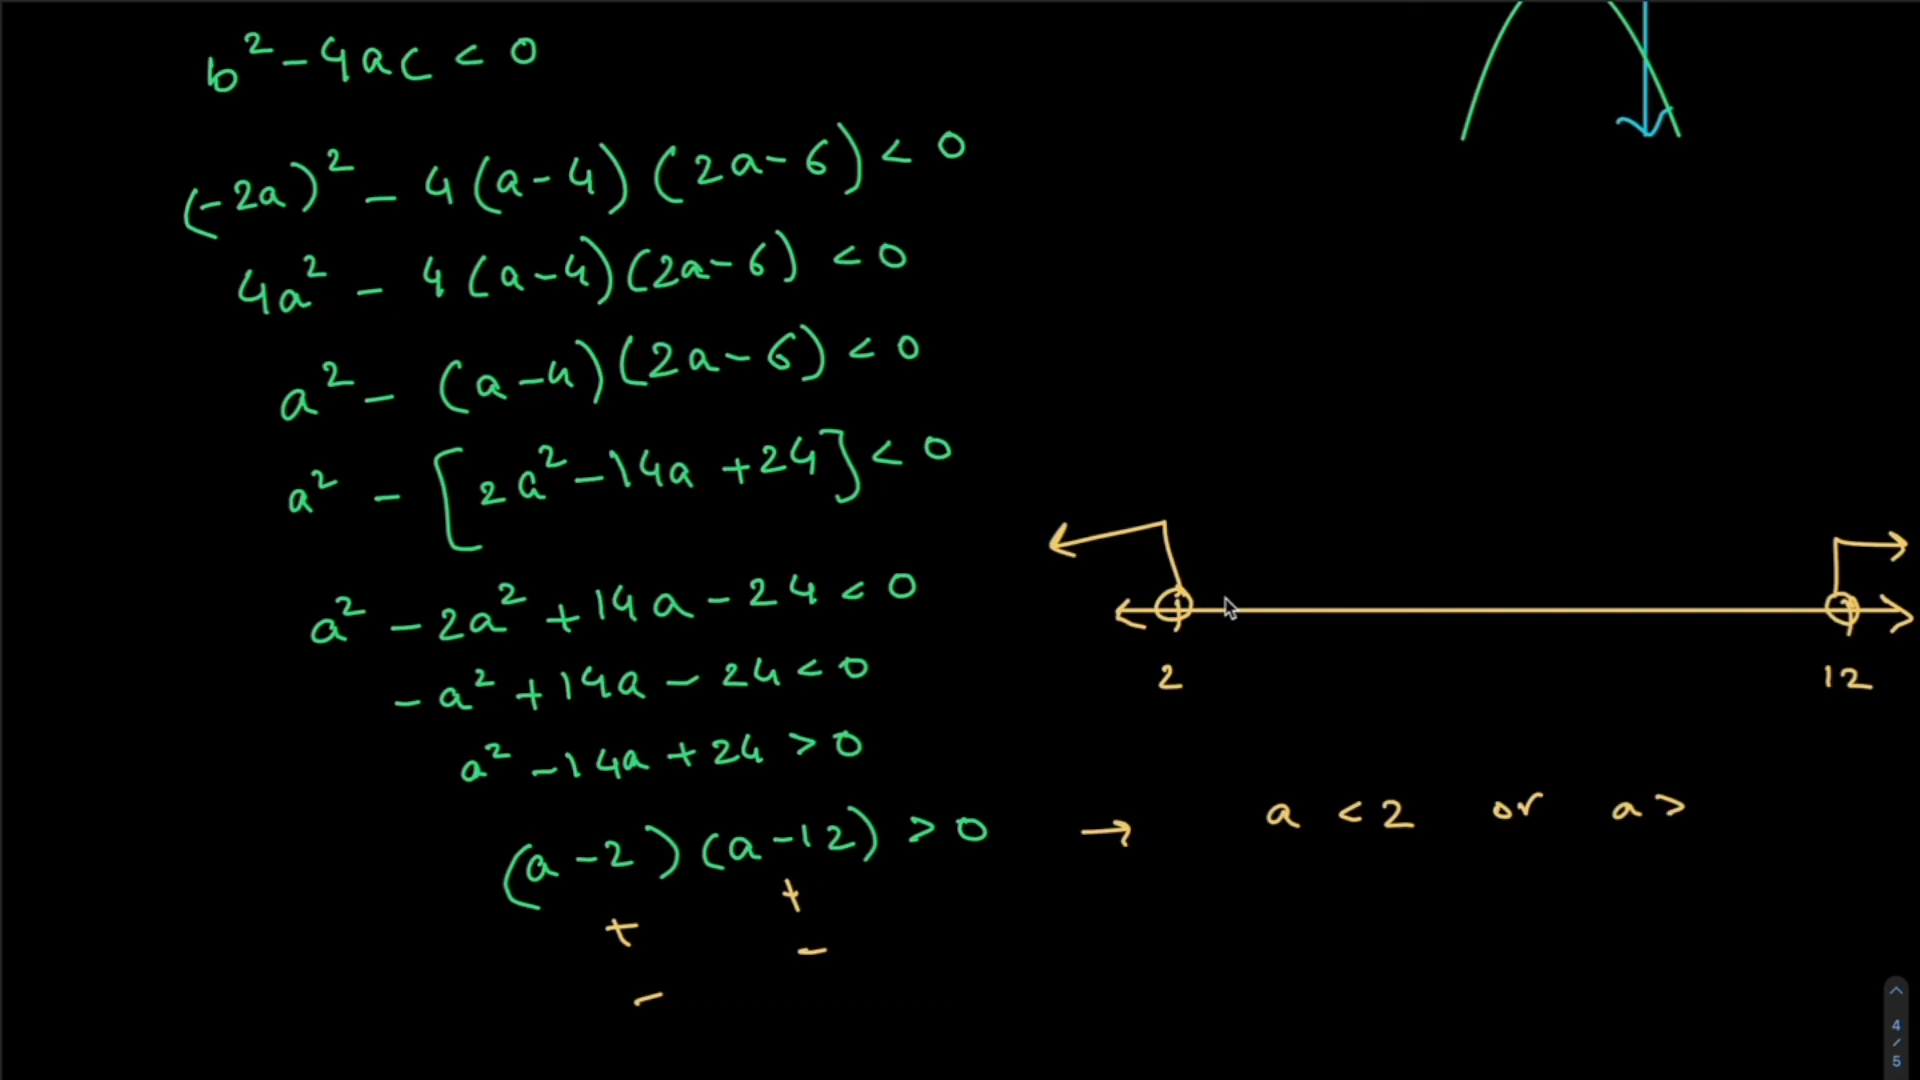 b² - 4ac < 0
(-2a)² - 4(a-4)(2a-6) < 0
4a² - 4(a-4)(2a-6) < 0
a² - (a-4)(2a-6) < 0
a² - [2a² - 14a + 24] < 0
a² - 2a² + 14a - 24 < 0
- a² + 14a - 24 < 0
2 12
a² - 14a + 24 > 0
(a-2)(a-12) > 0 → a < 2 or a >
+ +
- -
4
/
5